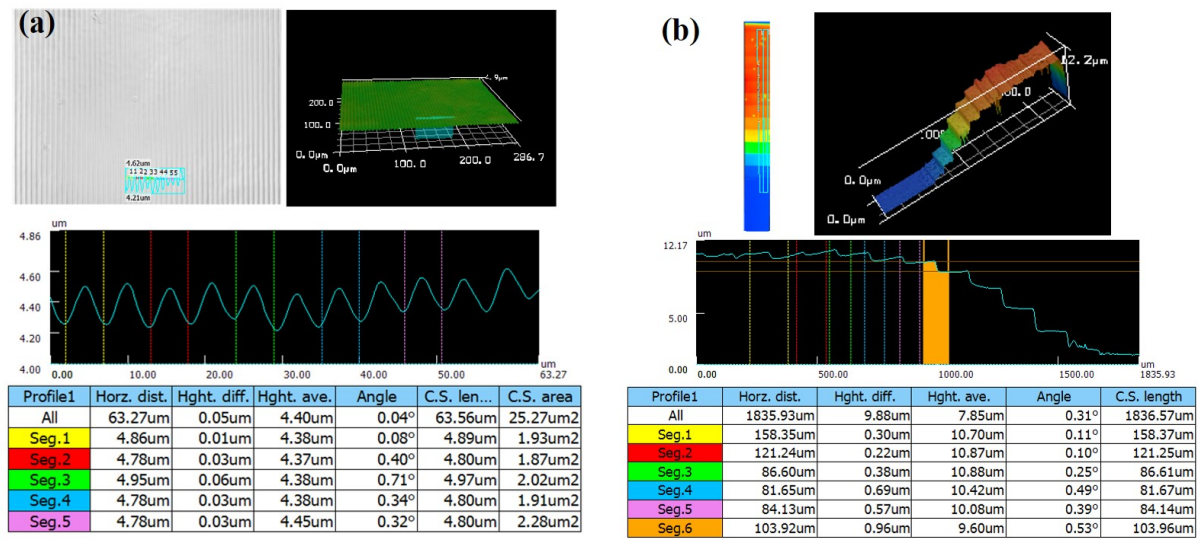 (a)
4.62um
11 22 33 44 55
4.21um
200.0
100.0
0.0μm
0.0μm
100.0
200.0
286.7
um
4.86
4.60
4.40
4.20
4.00
0.00 10.00 20.00 30.00 40.00 50.00 um 63.27
Profile1 Horz. dist. Hght. diff. Hght. ave. Angle C.S. len... C.S. area
All 63.27um 0.05um 4.40um 0.04° 63.56um 25.27um2
Seg.1 4.86um 0.01um 4.38um 0.08° 4.89um 1.93um2
Seg.2 4.78um 0.03um 4.37um 0.40° 4.80um 1.87um2
Seg.3 4.95um 0.06um 4.38um 0.71° 4.97um 2.02um2
Seg.4 4.78um 0.03um 4.38um 0.34° 4.80um 1.91um2
Seg.5 4.78um 0.03um 4.45um 0.32° 4.80um 2.28um2
(b)
12.2μm
0.0μm
0.0μm
um
12.17
5.00
0.00
0.00 500.00 1000.00 1500.00 um 1835.93
Profile1 Horz. dist. Hght. diff. Hght. ave. Angle C.S. length
All 1835.93um 9.88um 7.85um 0.31° 1836.57um
Seg.1 158.35um 0.30um 10.70um 0.11° 158.37um
Seg.2 121.24um 0.22um 10.87um 0.10° 121.25um
Seg.3 86.60um 0.38um 10.88um 0.25° 86.61um
Seg.4 81.65um 0.69um 10.42um 0.49° 81.67um
Seg.5 84.13um 0.57um 10.08um 0.39° 84.14um
Seg.6 103.92um 0.96um 9.60um 0.53° 103.96um